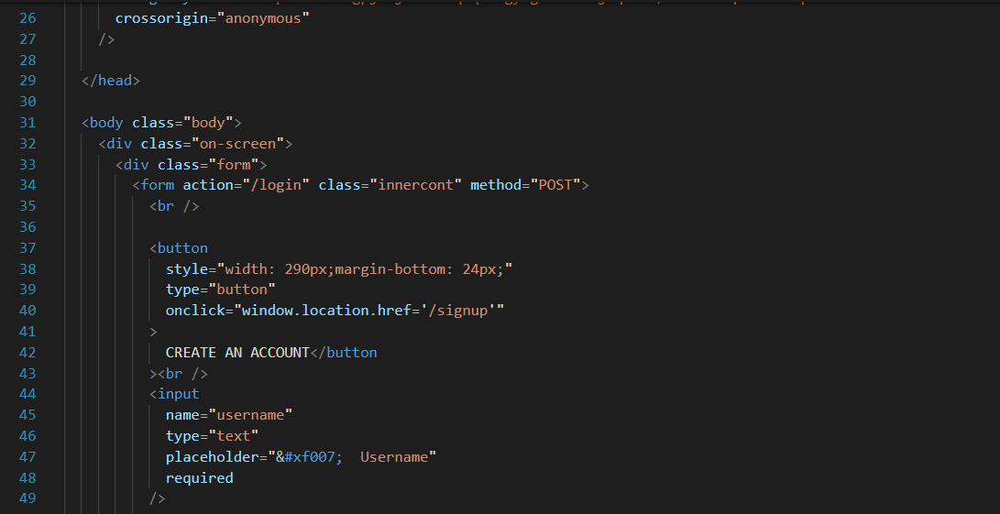 26 crossorigin="anonymous"
27 />
28
29 </head>
30
31 <body class="body">
32 <div class="on-screen">
33 <div class="form">
34 <form action="/login" class="innercont" method="POST">
35 <br />
36
37 <button
38 style="width: 290px;margin-bottom: 24px;"
39 type="button"
40 onclick="window.location.href='/signup'"
41 >
42 CREATE AN ACCOUNT</button
43 ><br />
44 <input
45 name="username"
46 type="text"
47 placeholder="&#xf007;  Username"
48 required
49 />